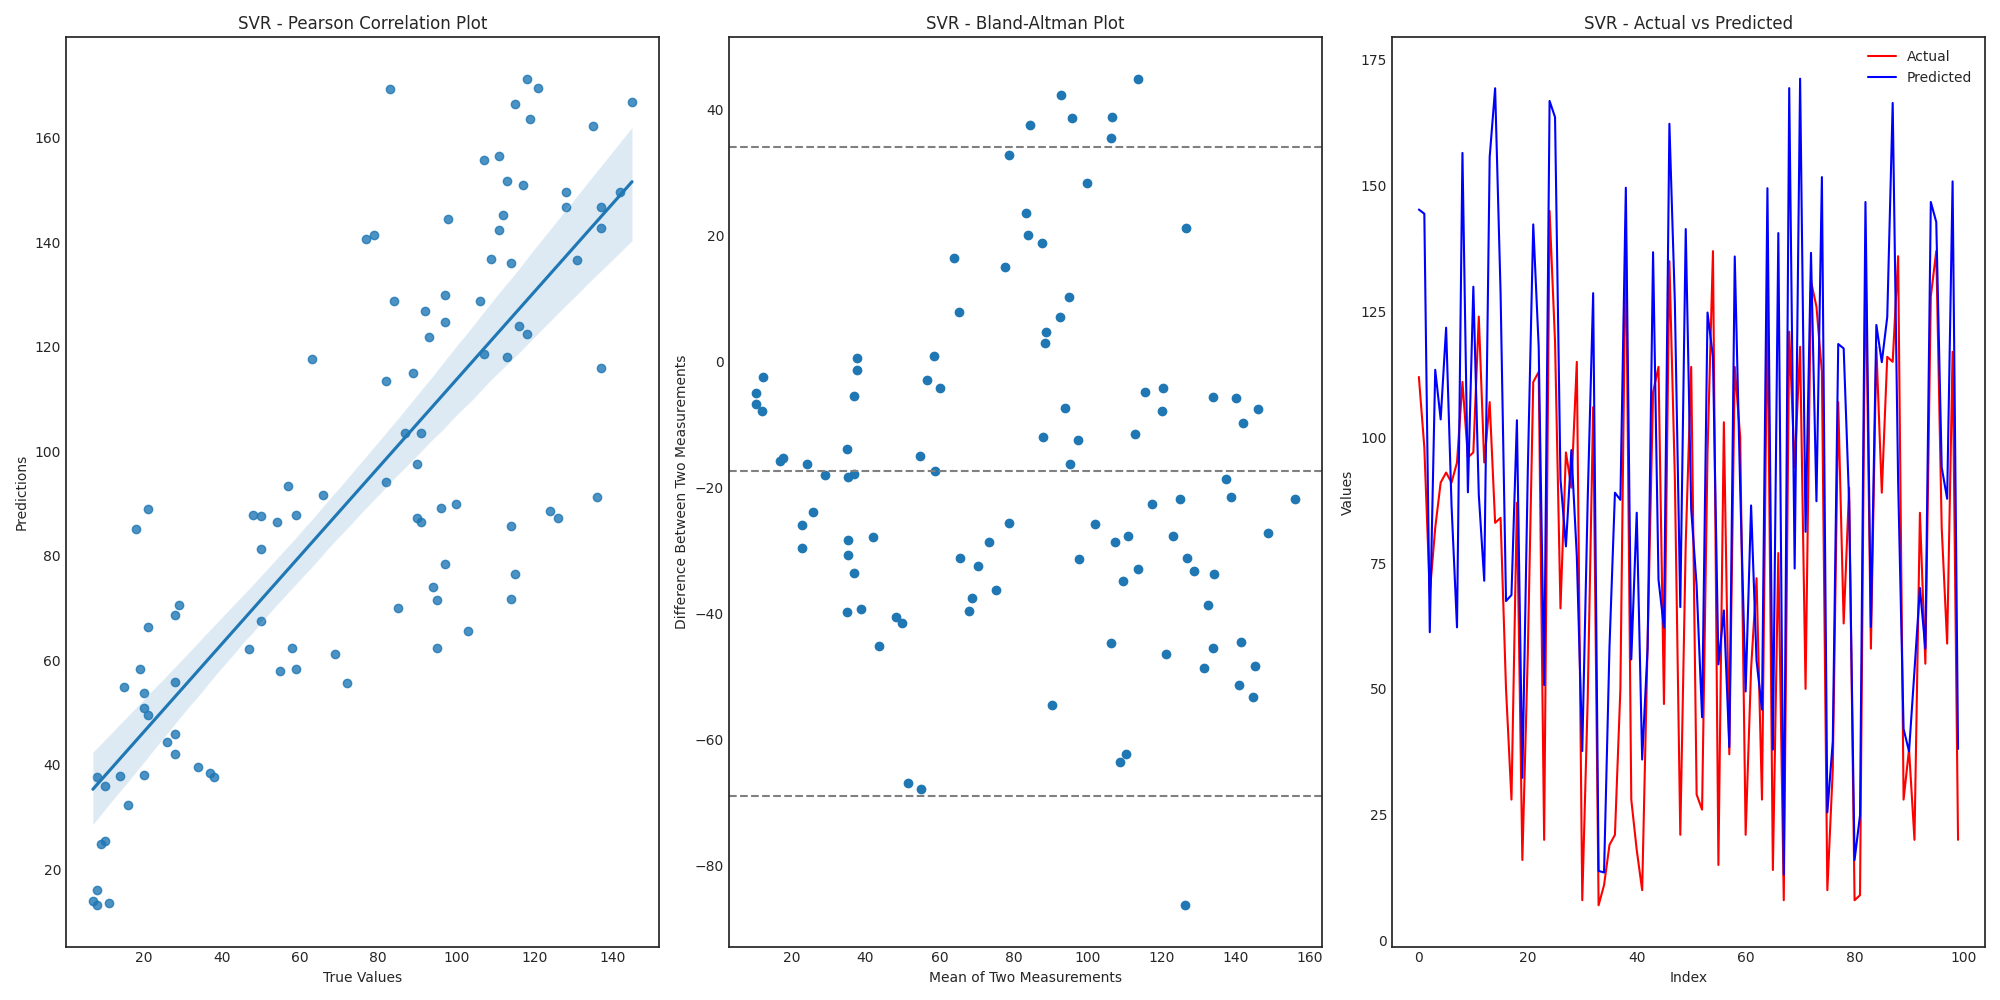 SVR - Pearson Correlation Plot
Predictions
160
140
120
100
80
60
40
20
20 40 60 80 100 120 140
True Values
SVR - Bland-Altman Plot
Difference Between Two Measurements
40
20
0
−20
−40
−60
−80
20 40 60 80 100 120 140 160
Mean of Two Measurements
SVR - Actual vs Predicted
Actual
Predicted
Values
175
150
125
100
75
50
25
0
0 20 40 60 80 100
Index